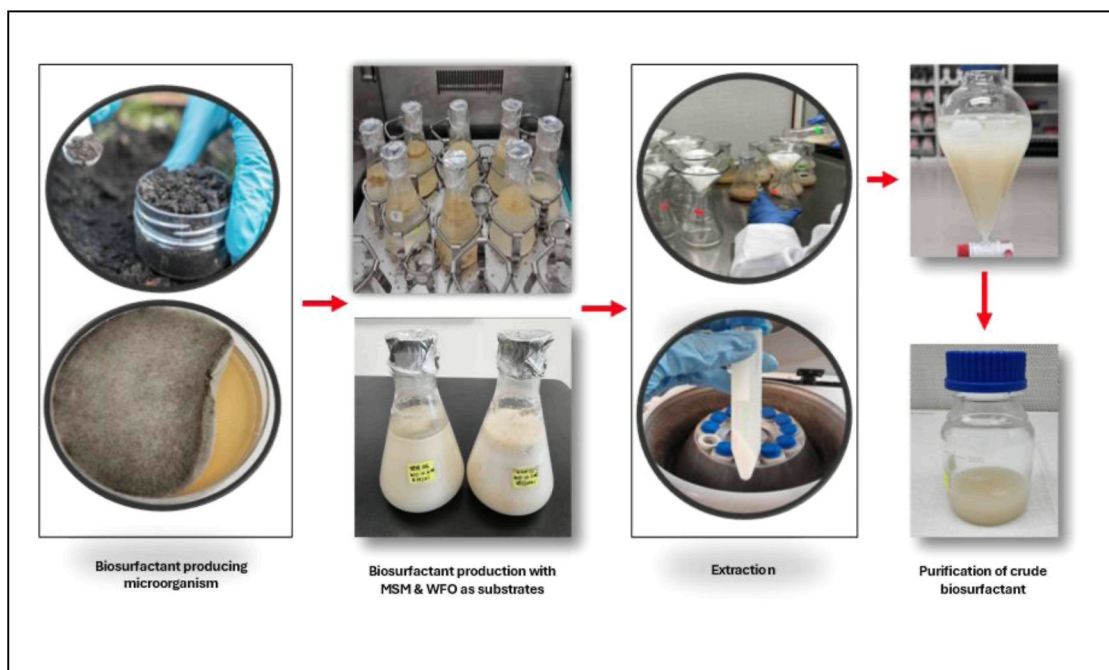 Biosurfactant producing
microorganism
Biosurfactant production with
MSM & WFO as substrates
Extraction
Purification of crude
biosurfactant